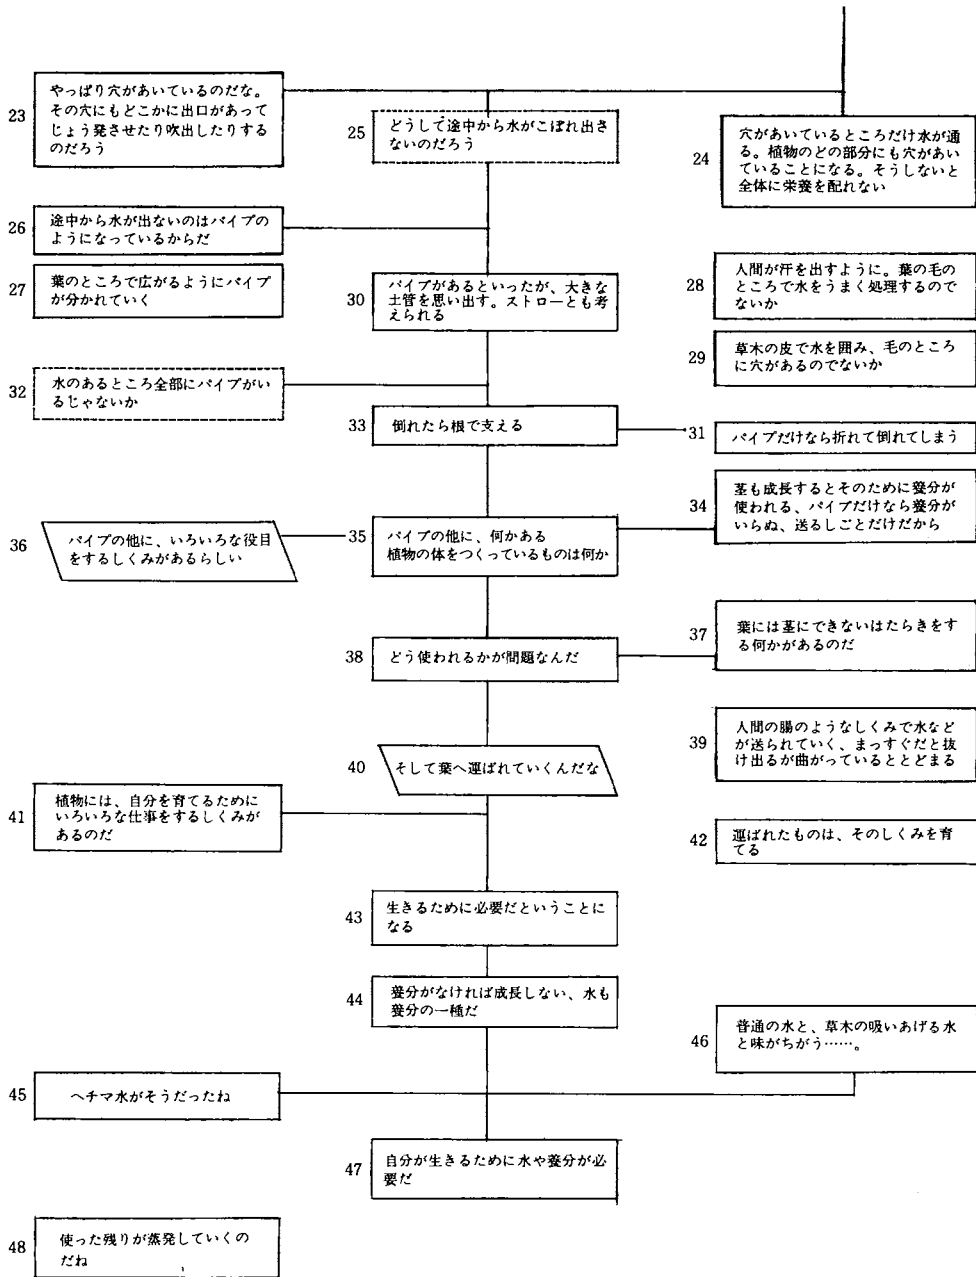 23
やっぱり穴があいているのだな。
その穴にもどこかに出口があって
じょう発させたり吹出したりする
のだろう
25
どうして途中から水がこぼれ出さ
ないのだろう
24
穴があいているところだけ水が通
る。植物のどの部分にも穴があい
ていることになる。そうしないと
全体に栄養を配れない
26
途中から水が出ないのはパイプの
ようになっているからだ
27
葉のところで広がるようにパイプ
が分かれていく
30
パイプがあるといったが、大きな
土管を思い出す。ストローとも考
えられる
28
人間が汗を出すように。葉の毛の
ところで水をうまく処理するので
ないか
29
草木の皮で水を囲み、毛のところ
に穴があるのでないか
32
水のあるところ全部にパイプがい
るじゃないか
33
倒れたら根で支える
31
パイプだけなら折れて倒れてしまう
34
茎も成長するとそのために養分が
使われる、パイプだけなら養分が
いらぬ、送るしごとだけだから
36
パイプの他に、いろいろな役目
をするしくみがあるらしい
35
パイプの他に、何かある
植物の体をつくっているものは何か
37
葉には茎にできないはたらきをす
る何かがあるのだ
38
どう使われるかが問題なんだ
39
人間の腸のようなしくみで水など
が送られていく、まっすぐだと抜
け出るが曲がっているととどまる
40
そして葉へ運ばれていくんだな
41
植物には、自分を育てるために
いろいろな仕事をするしくみが
あるのだ
42
運ばれたものは、そのしくみを育
てる
43
生きるために必要だということに
なる
44
養分がなければ成長しない、水も
養分の一種だ
46
普通の水と、草木の吸いあげる水
と味がちがう……。
45
ヘチマ水がそうだったね
47
自分が生きるために水や養分が必
要だ
48
使った残りが蒸発していくの
だね